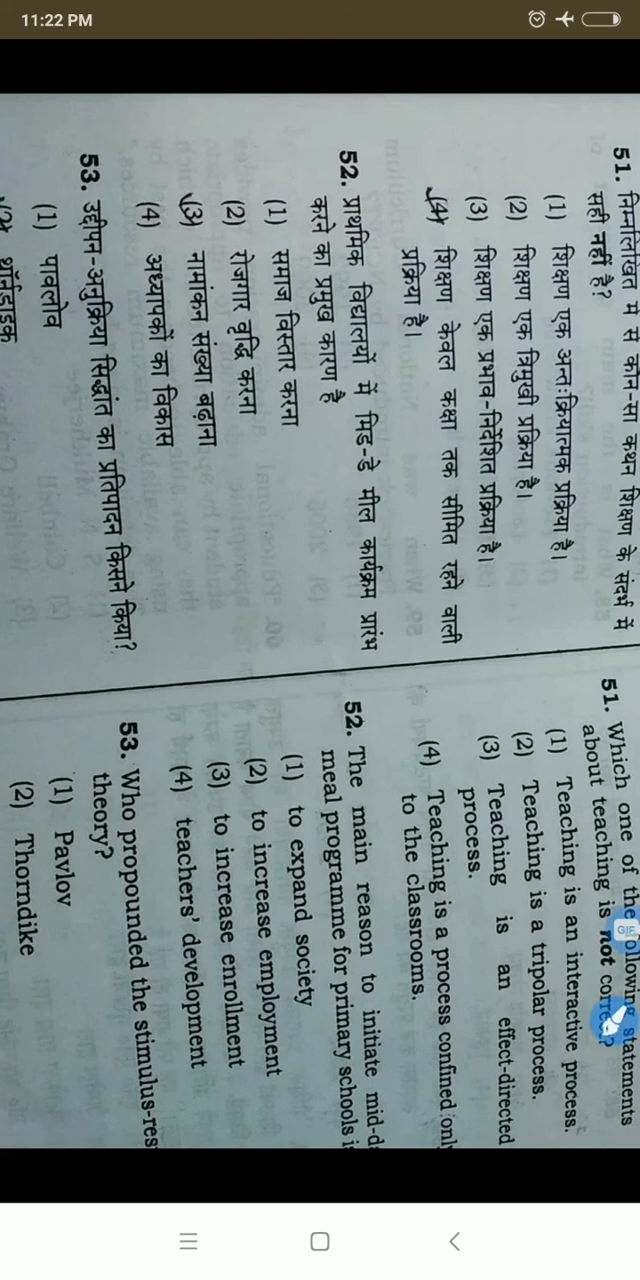 11:22 PM
51. निम्नलिखित में से कौन-सा कथन शिक्षण के संदर्भ में
सही नहीं है?
(1) शिक्षण एक अन्तःक्रियात्मक प्रक्रिया है।
(2) शिक्षण एक त्रिमुखी प्रक्रिया है।
(3) शिक्षण एक प्रभाव-निर्देशित प्रक्रिया है।
(4) शिक्षण केवल कक्षा तक सीमित रहने वाली
प्रक्रिया है।
52. प्राथमिक विद्यालयों में मिड-डे मील कार्यक्रम प्रारंभ
करने का प्रमुख कारण है
(1) समाज विस्तार करना
(2) रोजगार वृद्धि करना
(3) नामांकन संख्या बढ़ाना
(4) अध्यापकों का विकास
53. उद्दीपन-अनुक्रिया सिद्धांत का प्रतिपादन किसने किया?
(1) पावलोव
(2) थॉर्नडाइक
51. Which one of the following statements
about teaching is not correct?
(1) Teaching is an interactive process.
(2) Teaching is a tripolar process.
(3) Teaching is an effect-directed
process.
(4) Teaching is a process confined only
to the classrooms.
52. The main reason to initiate mid-d
meal programme for primary schools i
(1) to expand society
(2) to increase employment
(3) to increase enrollment
(4) teachers' development
53. Who propounded the stimulus-res
theory?
(1) Pavlov
(2) Thorndike
GIF